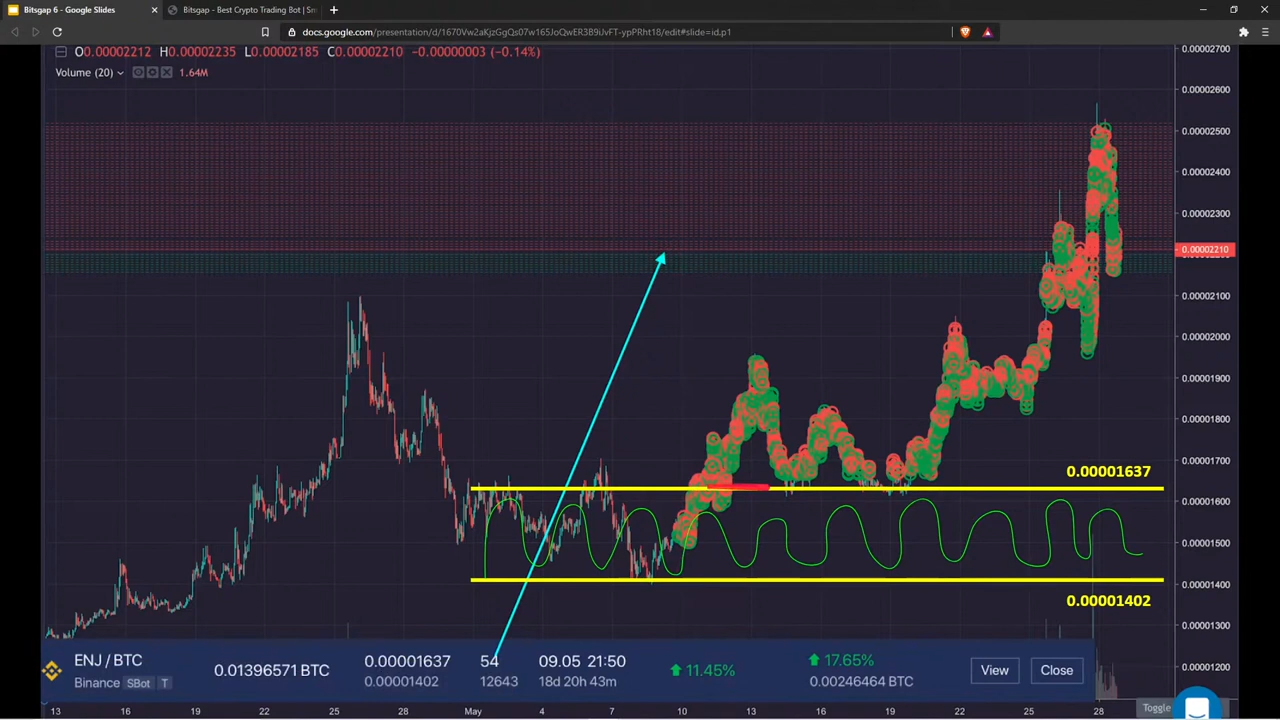 Bitsgap 6 - Google Slides
Bitsgap - Best Crypto Trading Bot | Sm
docs.google.com/presentation/d/1670Vw2aKjzGgQs07w165JoQwER3B9iJvFT-ypPRht18/edit#slide=id.p1
O0.00002212 H0.00002235 L0.00002185 C0.00002210 -0.00000003 (-0.14%)
Volume (20) 1.64M
0.00002700
0.00002600
0.00002500
0.00002400
0.00002300
0.00002210
0.00002100
0.00002000
0.00001900
0.00001800
0.00001700
0.00001637
0.00001600
0.00001500
0.00001400
0.00001402
0.00001300
0.00001200
ENJ / BTC 0.01396571 BTC 0.00001637 54 09.05 21:50 11.45% 17.65% View Close
Binance SBot T 0.00001402 12643 18d 20h 43m 0.00246464 BTC
Toggle
13 16 19 22 25 28 May 4 7 10 13 16 19 22 25 28